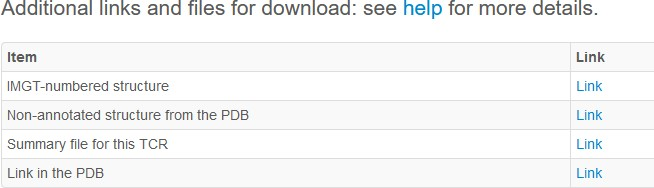 Additional links and files for download: see help for more details.
Item Link
IMGT-numbered structure Link
Non-annotated structure from the PDB Link
Summary file for this TCR Link
Link in the PDB Link